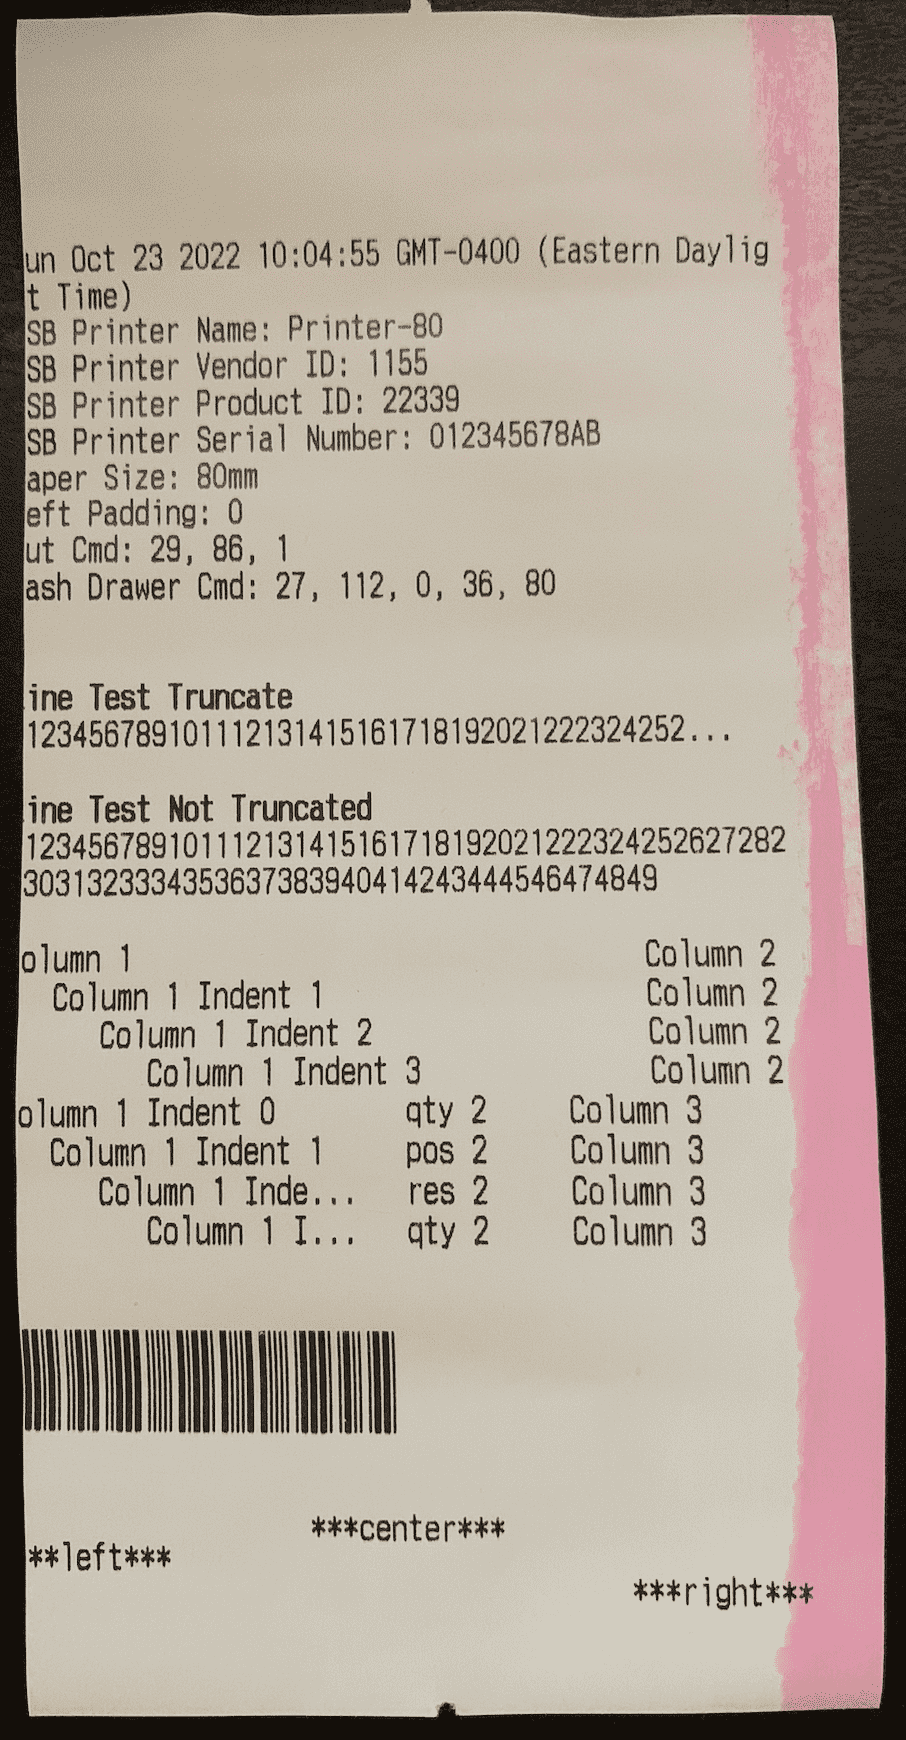 un Oct 23 2022 10:04:55 GMT-0400 (Eastern Daylig
t Time)
SB Printer Name: Printer-80
SB Printer Vendor ID: 1155
SB Printer Product ID: 22339
SB Printer Serial Number: 012345678AB
aper Size: 80mm
eft Padding: 0
ut Cmd: 29, 86, 1
ash Drawer Cmd: 27, 112, 0, 36, 80
ine Test Truncate
123456789101112131415161718192021222324252...
ine Test Not Truncated
123456789101112131415161718192021222324252627282
30313233343536373839404142434445464748​49
olumn 1 Column 2
Column 1 Indent 1 Column 2
Column 1 Indent 2 Column 2
Column 1 Indent 3 Column 2
olumn 1 Indent 0 qty 2 Column 3
Column 1 Indent 1 pos 2 Column 3
Column 1 Inde... res 2 Column 3
Column 1 I... qty 2 Column 3
***center***
**left***
***right***